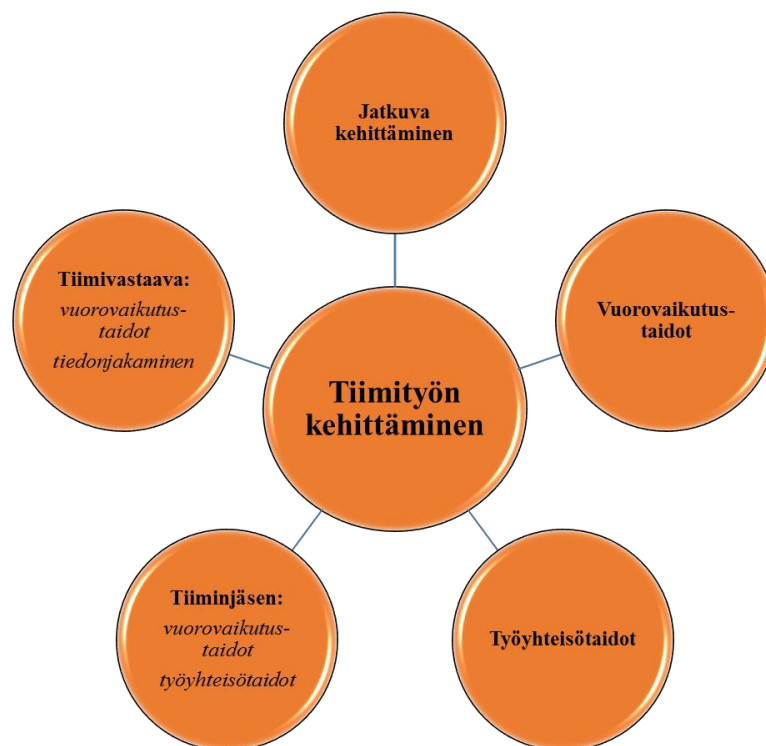 Jatkuva
kehittäminen
Tiimivastaava:
vuorovaikutus-
taidot
tiedonjakaminen
Vuorovaikutus-
taidot
Tiimityön
kehittäminen
Tiiminjäsen:
vuorovaikutus-
taidot
työyhteisötaidot
Työyhteisötaidot